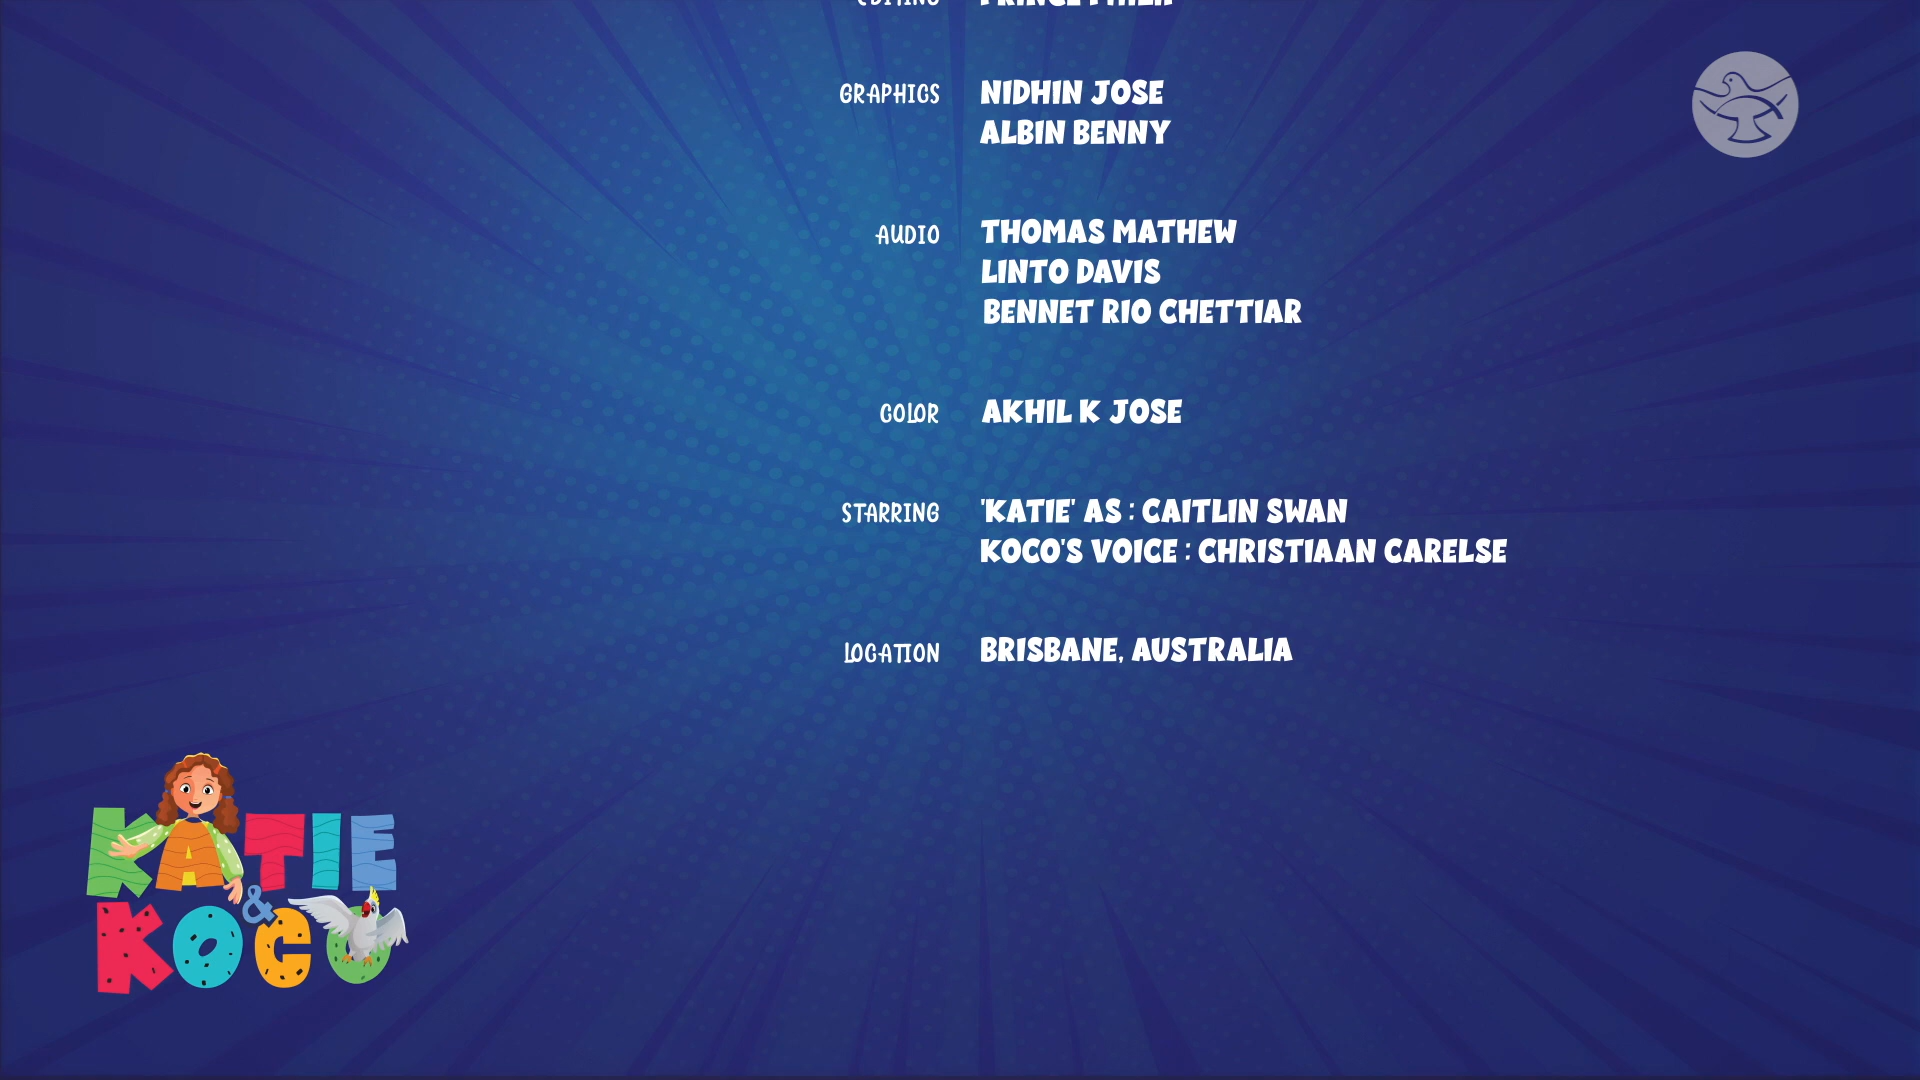 EDITING
GRAPHICS NIDHIN JOSE
ALBIN BENNY
AUDIO THOMAS MATHEW
LINTO DAVIS
BENNET RIO CHETTIAR
COLOR AKHIL K JOSE
STARRING 'KATIE' AS : CAITLIN SWAN
KOCO'S VOICE : CHRISTIAAN CARELSE
LOCATION BRISBANE, AUSTRALIA
KATIE
&
KOCO